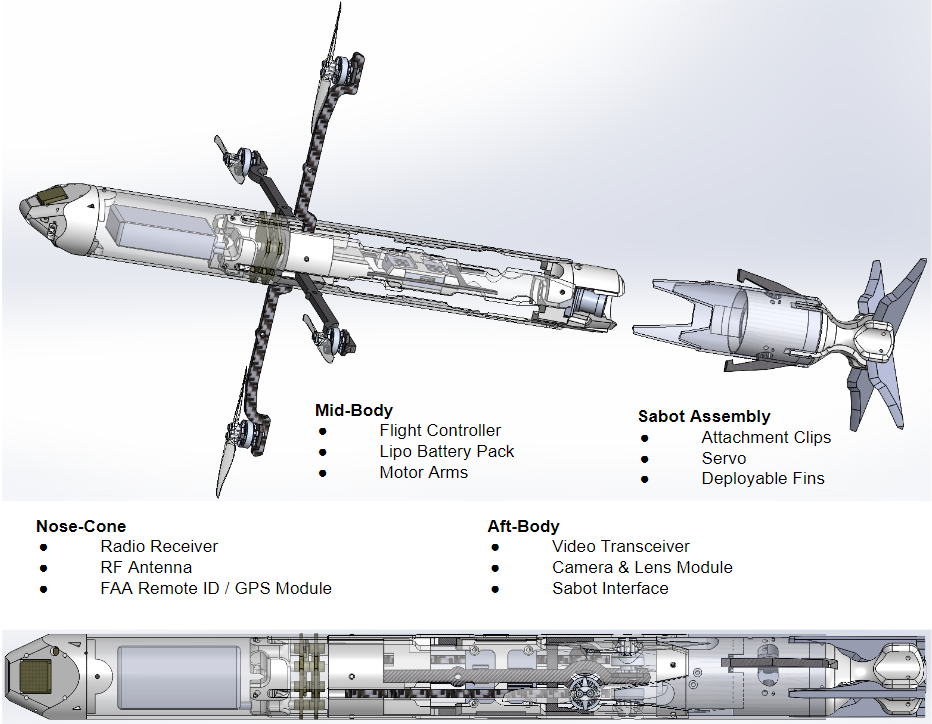 Mid-Body
● Flight Controller
● Lipo Battery Pack
● Motor Arms
Sabot Assembly
● Attachment Clips
● Servo
● Deployable Fins
Nose-Cone
● Radio Receiver
● RF Antenna
● FAA Remote ID / GPS Module
Aft-Body
● Video Transceiver
● Camera & Lens Module
● Sabot Interface